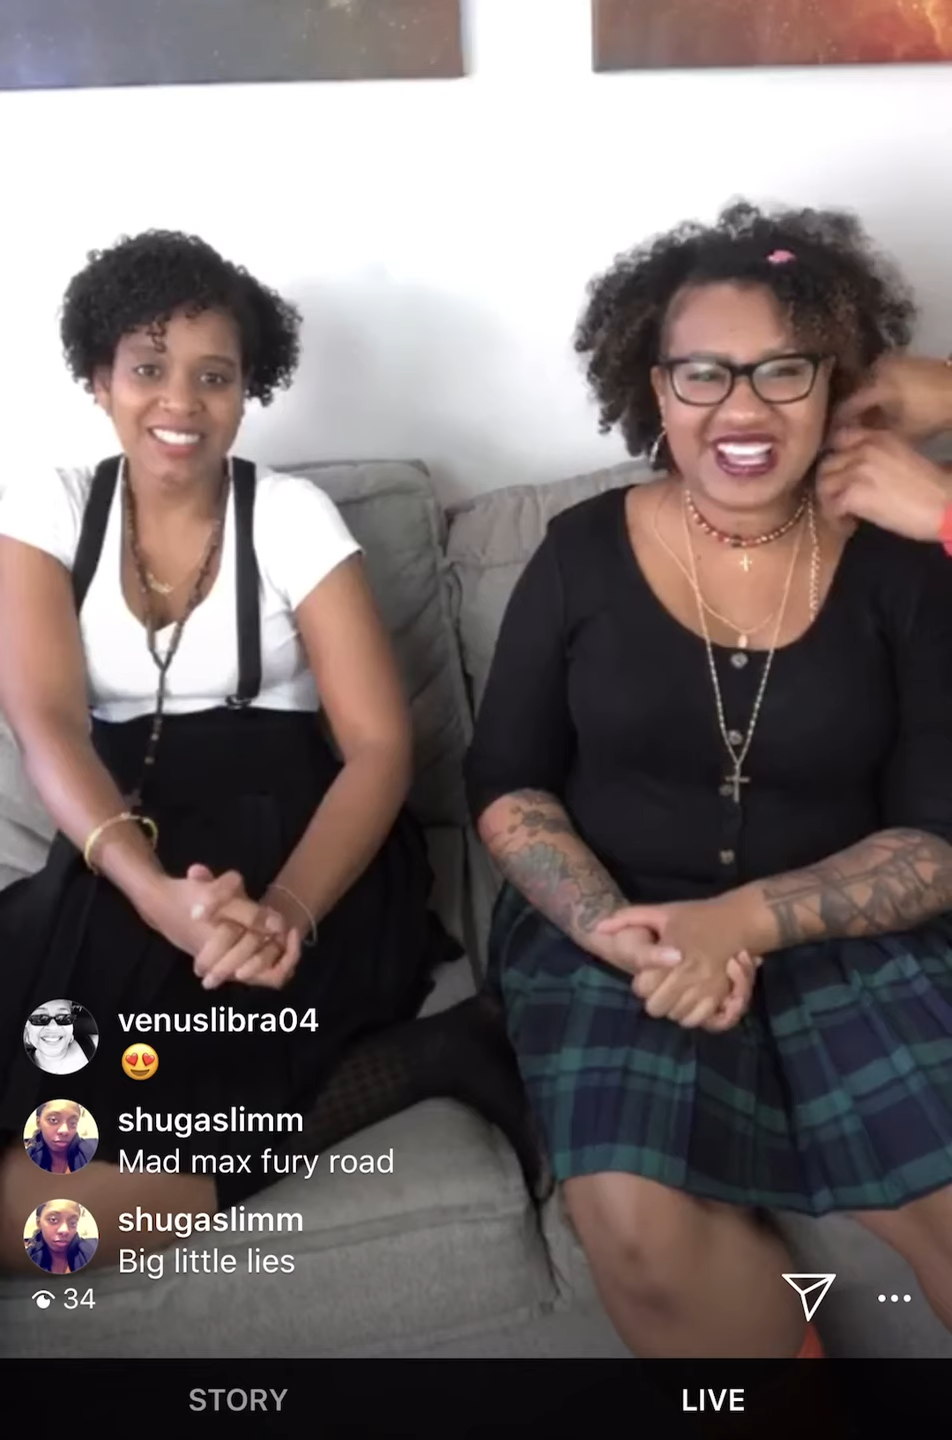 venuslibra04
😍
shugaslimm
Mad max fury road
shugaslimm
Big little lies
34
STORY
LIVE